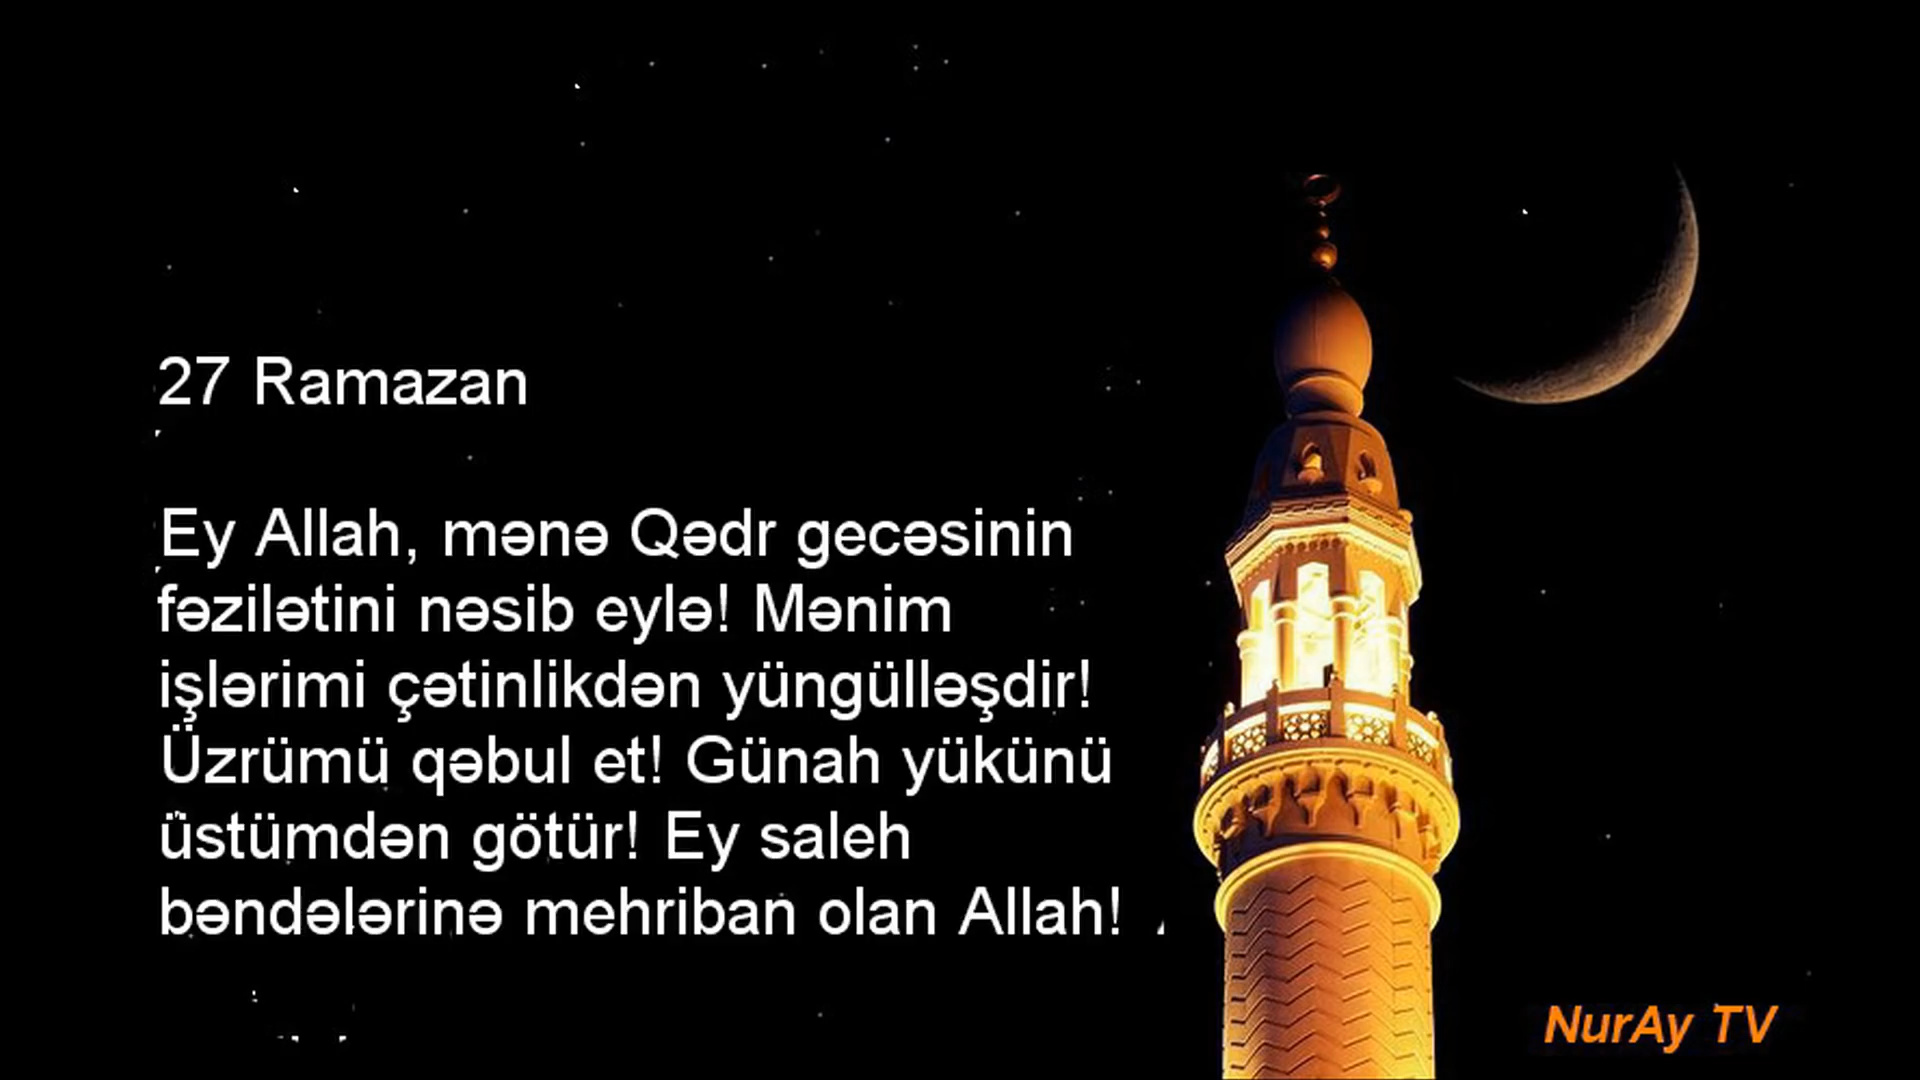 27 Ramazan
Ey Allah, mənə Qədr gecəsinin
fəzilətini nəsib eylə! Mənim
işlərimi çətinlikdən yüngülləşdir!
Üzrümü qəbul et! Günah yükünü
üstümdən götür! Ey saleh
bəndələrinə mehriban olan Allah!
NurAy TV